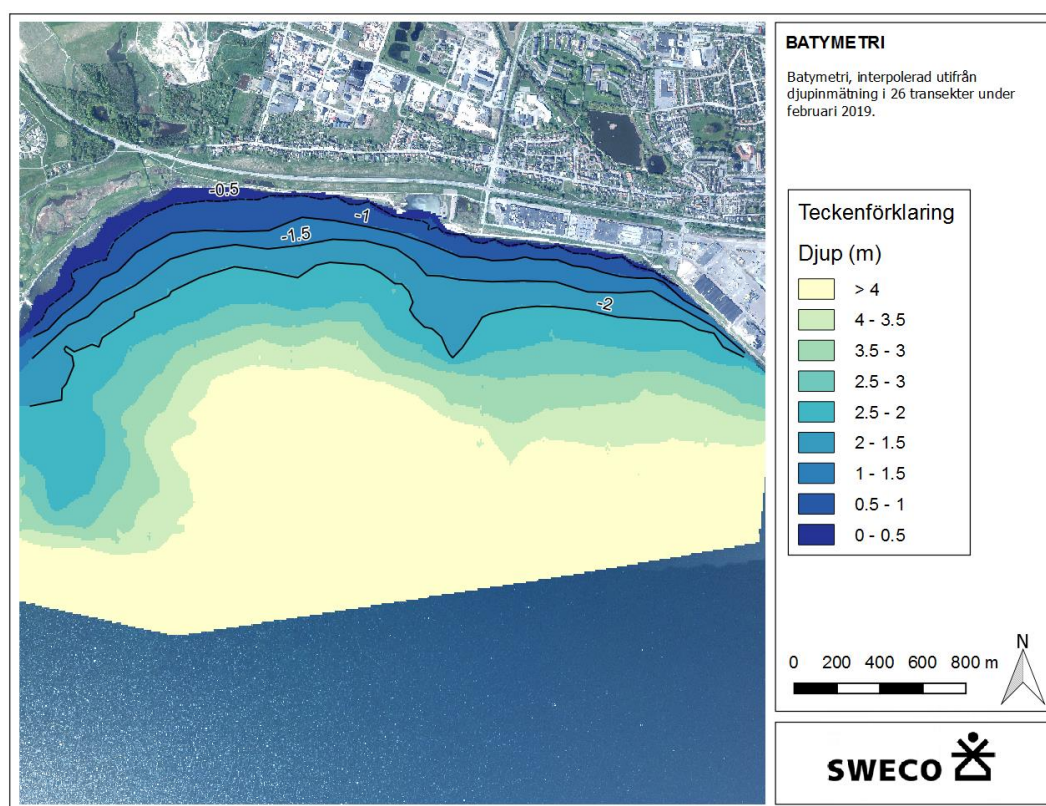 BATYMETRI
Batymetri, interpolerad utifrån
djupinmätning i 26 transekter under
februari 2019.
-0.5
-1
-1.5
-2
Teckenförklaring
Djup (m)
> 4
4 - 3.5
3.5 - 3
2.5 - 3
2.5 - 2
2 - 1.5
1 - 1.5
0.5 - 1
0 - 0.5
N
0 200 400 600 800 m
SWECO